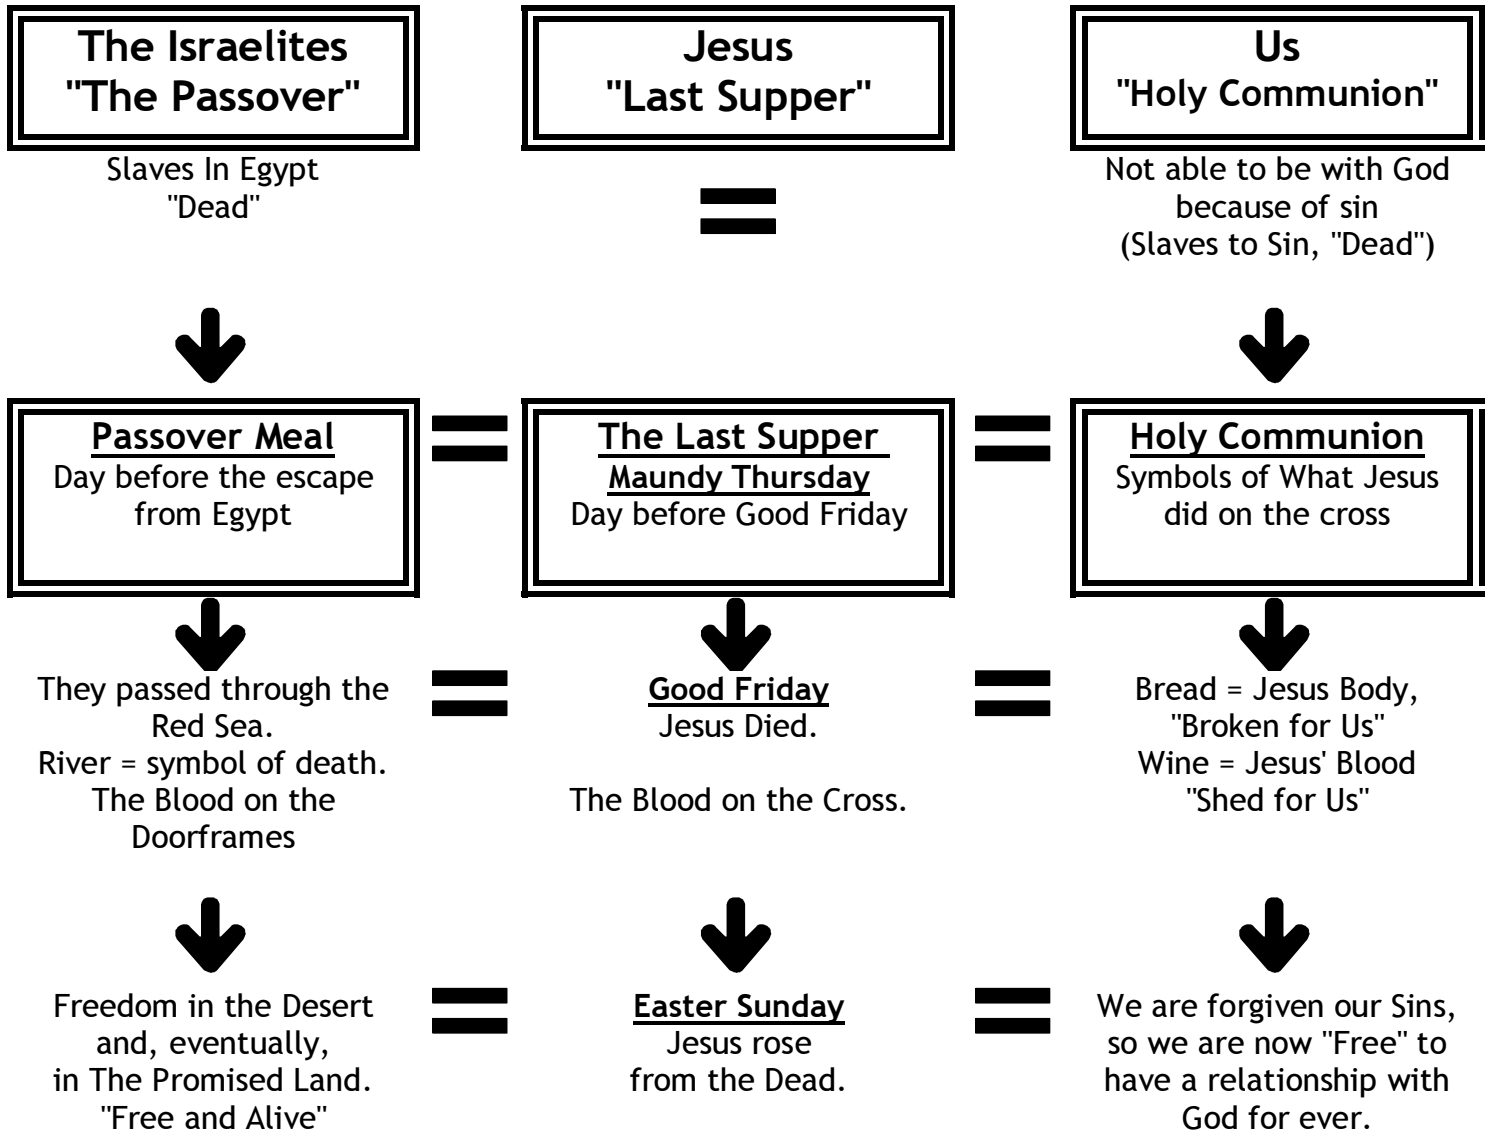 The Israelites
"The Passover"
Slaves In Egypt
"Dead"
Passover Meal
Day before the escape
from Egypt
They passed through the
Red Sea.
River = symbol of death.
The Blood on the
Doorframes
Freedom in the Desert
and, eventually,
in The Promised Land.
"Free and Alive"
Jesus
"Last Supper"
=
=
The Last Supper
Maundy Thursday
Day before Good Friday
=
=
Good Friday
Jesus Died.
The Blood on the Cross.
=
=
Easter Sunday
Jesus rose
from the Dead.
=
Us
"Holy Communion"
Not able to be with God
because of sin
(Slaves to Sin, "Dead")
Holy Communion
Symbols of What Jesus
did on the cross
Bread = Jesus Body,
"Broken for Us"
Wine = Jesus' Blood
"Shed for Us"
We are forgiven our Sins,
so we are now "Free" to
have a relationship with
God for ever.